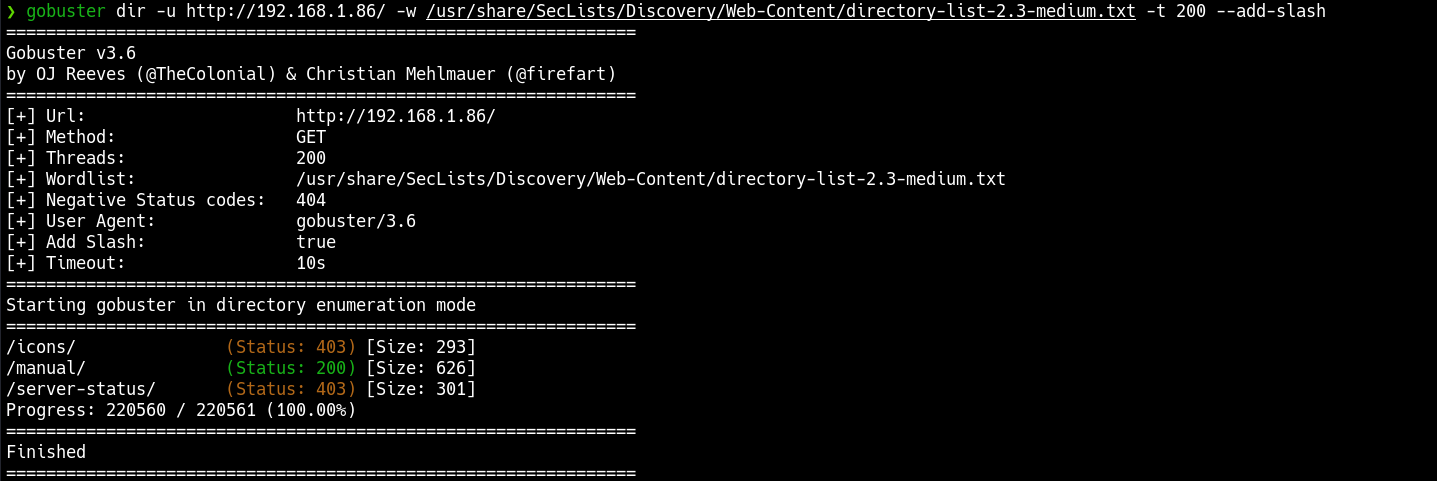 ❯ gobuster dir -u http://192.168.1.86/ -w /usr/share/SecLists/Discovery/Web-Content/directory-list-2.3-medium.txt -t 200 --add-slash
===============================================================
Gobuster v3.6
by OJ Reeves (@TheColonial) & Christian Mehlmauer (@firefart)
===============================================================
[+] Url:                     http://192.168.1.86/
[+] Method:                  GET
[+] Threads:                 200
[+] Wordlist:                /usr/share/SecLists/Discovery/Web-Content/directory-list-2.3-medium.txt
[+] Negative Status codes:   404
[+] User Agent:              gobuster/3.6
[+] Add Slash:               true
[+] Timeout:                 10s
===============================================================
Starting gobuster in directory enumeration mode
===============================================================
/icons/               (Status: 403) [Size: 293]
/manual/              (Status: 200) [Size: 626]
/server-status/       (Status: 403) [Size: 301]
Progress: 220560 / 220561 (100.00%)
===============================================================
Finished
===============================================================